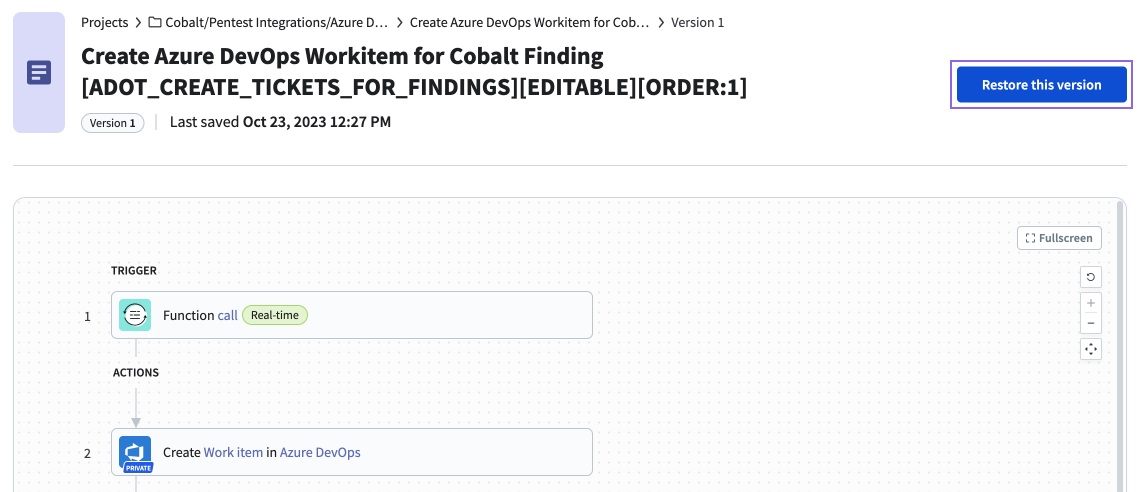 Projects > Cobalt/Pentest Integrations/Azure D... > Create Azure DevOps Workitem for Cob... > Version 1
Create Azure DevOps Workitem for Cobalt Finding
[ADOT_CREATE_TICKETS_FOR_FINDINGS][EDITABLE][ORDER:1]
Restore this version
Version 1 | Last saved Oct 23, 2023 12:27 PM
Fullscreen
TRIGGER
1 Function call Real-time
ACTIONS
2 Create Work item in Azure DevOps
PRIVATE